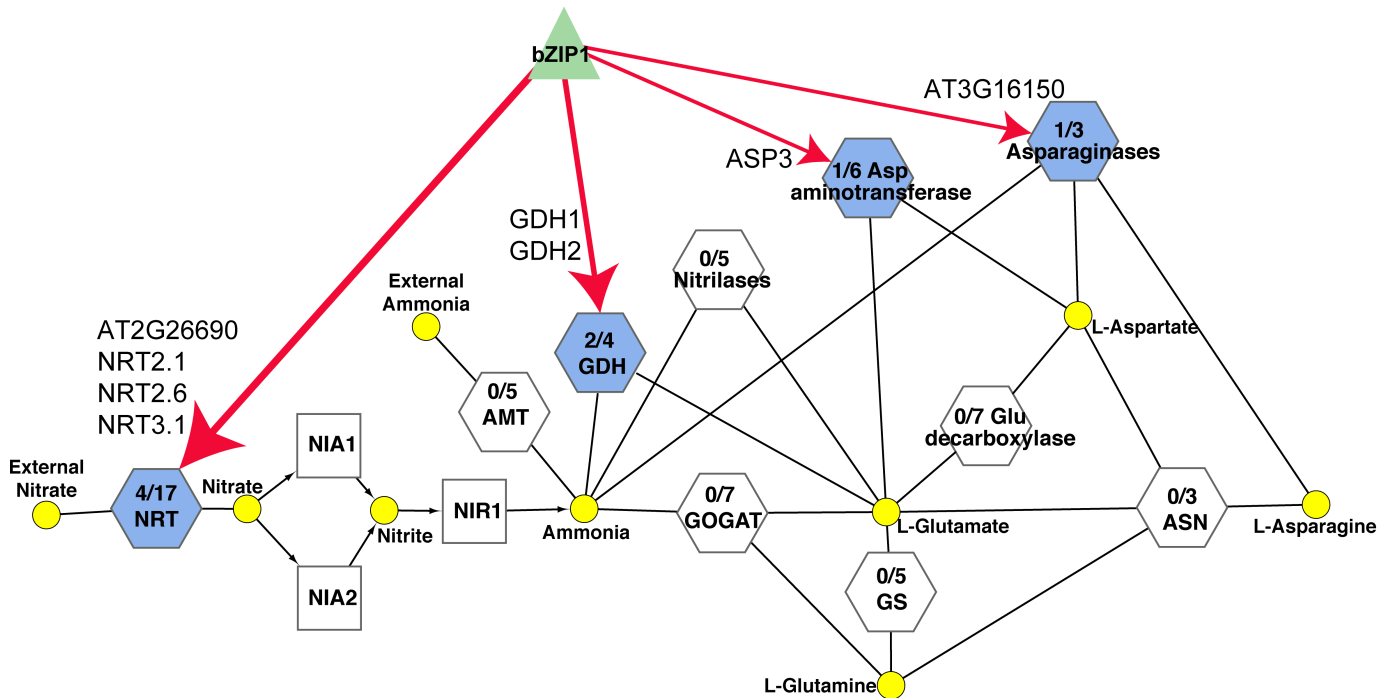 bZIP1
AT3G16150
1/3
Asparaginases
ASP3
1/6 Asp
aminotransferase
GDH1
GDH2
0/5
Nitrilases
External
Ammonia
AT2G26690
NRT2.1
NRT2.6
NRT3.1
2/4
GDH
L-Aspartate
0/5
AMT
0/7 Glu
decarboxylase
NIA1
External
Nitrate
4/17
NRT
Nitrate
Nitrite
NIR1
Ammonia
0/7
GOGAT
L-Glutamate
0/3
ASN
L-Asparagine
NIA2
0/5
GS
L-Glutamine